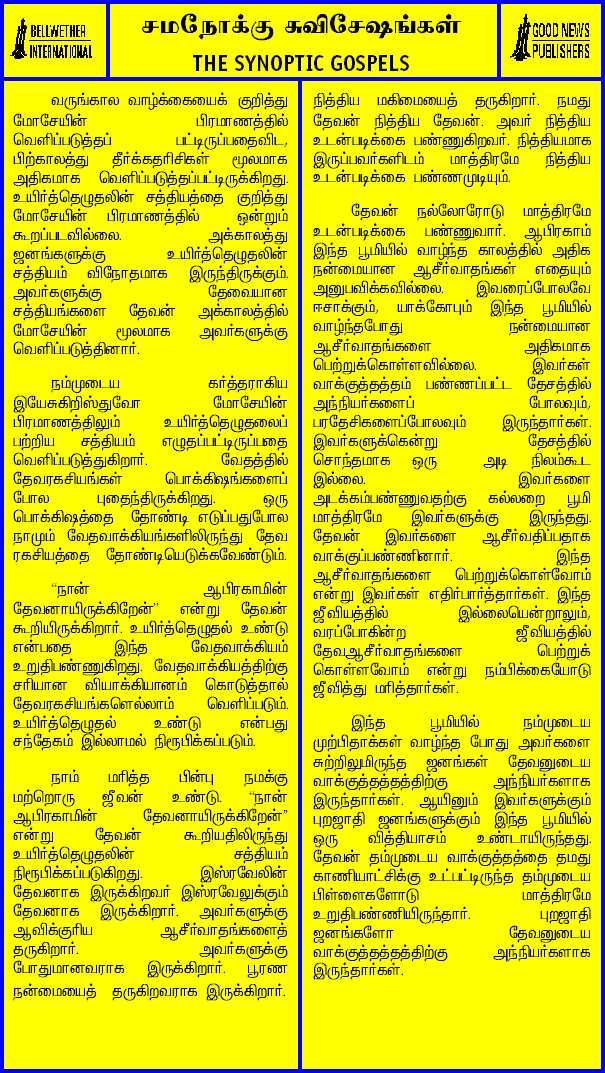 BELLWETHER
INTERNATIONAL
சமநோக்கு சுவிசேஷங்கள்
THE SYNOPTIC GOSPELS
GOOD NEWS
PUBLISHERS
வருங்கால வாழ்க்கையைக் குறித்து
மோசேயின் பிரமாணத்தில்
வெளிப்படுத்தப் பட்டிருப்பதைவிட,
பிற்காலத்து தீர்க்கதரிசிகள் மூலமாக
அதிகமாக வெளிப்படுத்தப்பட்டிருக்கிறது.
உயிர்த்தெழுதலின் சத்தியத்தை குறித்து
மோசேயின் பிரமாணத்தில் ஒன்றும்
கூறப்படவில்லை. அக்காலத்து
ஜனங்களுக்கு உயிர்த்தெழுதலின்
சத்தியம் விநோதமாக இருந்திருக்கும்.
அவர்களுக்கு தேவையான
சத்தியங்களை தேவன் அக்காலத்தில்
மோசேயின் மூலமாக அவர்களுக்கு
வெளிப்படுத்தினார்.
நம்முடைய கர்த்தராகிய
இயேசுகிறிஸ்துவோ மோசேயின்
பிரமாணத்திலும் உயிர்த்தெழுதலைப்
பற்றிய சத்தியம் எழுதப்பட்டிருப்பதை
வெளிப்படுத்துகிறார். வேதத்தில்
தேவரகசியங்கள் பொக்கிஷங்களைப்
போல புதைந்திருக்கிறது. ஒரு
பொக்கிஷத்தை தோண்டி எடுப்பதுபோல
நாமும் வேதவாக்கியங்களிலிருந்து தேவ
ரகசியத்தை தோண்டியெடுக்கவேண்டும்.
“நான் ஆபிரகாமின்
தேவனாயிருக்கிறேன்” என்று தேவன்
கூறியிருக்கிறார். உயிர்த்தெழுதல் உண்டு
என்பதை இந்த வேதவாக்கியம்
உறுதிபண்ணுகிறது. வேதவாக்கியத்திற்கு
சரியான வியாக்கியானம் கொடுத்தால்
தேவரகசியங்களெல்லாம் வெளிப்படும்.
உயிர்த்தெழுதல் உண்டு என்பது
சந்தேகம் இல்லாமல் நிரூபிக்கப்படும்.
நாம் மரித்த பின்பு நமக்கு
மற்றொரு ஜீவன் உண்டு. “நான்
ஆபிரகாமின் தேவனாயிருக்கிறேன்”
என்று தேவன் கூறியதிலிருந்து
உயிர்த்தெழுதலின் சத்தியம்
நிரூபிக்கப்படுகிறது. இஸ்ரவேலின்
தேவனாக இருக்கிறவர் இஸ்ரவேலுக்கும்
தேவனாக இருக்கிறார். அவர்களுக்கு
ஆவிக்குரிய ஆசீர்வாதங்களைத்
தருகிறார். அவர்களுக்கு
போதுமானவராக இருக்கிறார். பூரண
நன்மையைத் தருகிறவராக இருக்கிறார்.
நித்திய மகிமையைத் தருகிறார். நமது
தேவன் நித்திய தேவன். அவர் நித்திய
உடன்படிக்கை பண்ணுகிறவர். நித்தியமாக
இருப்பவர்களிடம் மாத்திரமே நித்திய
உடன்படிக்கை பண்ணமுடியும்.
தேவன் நல்லோரோடு மாத்திரமே
உடன்படிக்கை பண்ணுவார். ஆபிரகாம்
இந்த பூமியில் வாழ்ந்த காலத்தில் அதிக
நன்மையான ஆசீர்வாதங்கள் எதையும்
அனுபவிக்கவில்லை. இவரைப்போலவே
ஈசாக்கும், யாக்கோபும் இந்த பூமியில்
வாழ்ந்தபோது நன்மையான
ஆசீர்வாதங்களை அதிகமாக
பெற்றுக்கொள்ளவில்லை. இவர்கள்
வாக்குத்தத்தம் பண்ணப்பட்ட தேசத்தில்
அந்நியர்களைப் போலவும்,
பரதேசிகளைப்போலவும் இருந்தார்கள்.
இவர்களுக்கென்று தேசத்தில்
சொந்தமாக ஒரு அடி நிலம்கூட
இல்லை. இவர்களை
அடக்கம்பண்ணுவதற்கு கல்லறை பூமி
மாத்திரமே இவர்களுக்கு இருந்தது.
தேவன் இவர்களை ஆசீர்வதிப்பதாக
வாக்குப்பண்ணினார். இந்த
ஆசீர்வாதங்களை பெற்றுக்கொள்வோம்
என்று இவர்கள் எதிர்பார்த்தார்கள். இந்த
ஜீவியத்தில் இல்லையென்றாலும்,
வரப்போகின்ற ஜீவியத்தில்
தேவஆசீர்வாதங்களை பெற்றுக்
கொள்ளவோம் என்று நம்பிக்கையோடு
ஜீவித்து மரித்தார்கள்.
இந்த பூமியில் நம்முடைய
முற்பிதாக்கள் வாழ்ந்த போது அவர்களை
சுற்றிலுமிருந்த ஜனங்கள் தேவனுடைய
வாக்குத்தத்தத்திற்கு அந்நியர்களாக
இருந்தார்கள். ஆயினும் இவர்களுக்கும்
புறஜாதி ஜனங்களுக்கும் இந்த பூமியில்
ஒரு வித்தியாசம் உண்டாயிருந்தது.
தேவன் தம்முடைய வாக்குத்தத்தை தமது
காணியாட்சிக்கு உட்பட்டிருந்த தம்முடைய
பிள்ளைகளோடு மாத்திரமே
உறுதிபண்ணியிருந்தார். புறஜாதி
ஜனங்களோ தேவனுடைய
வாக்குத்தத்தத்திற்கு அந்நியர்களாக
இருந்தார்கள்.